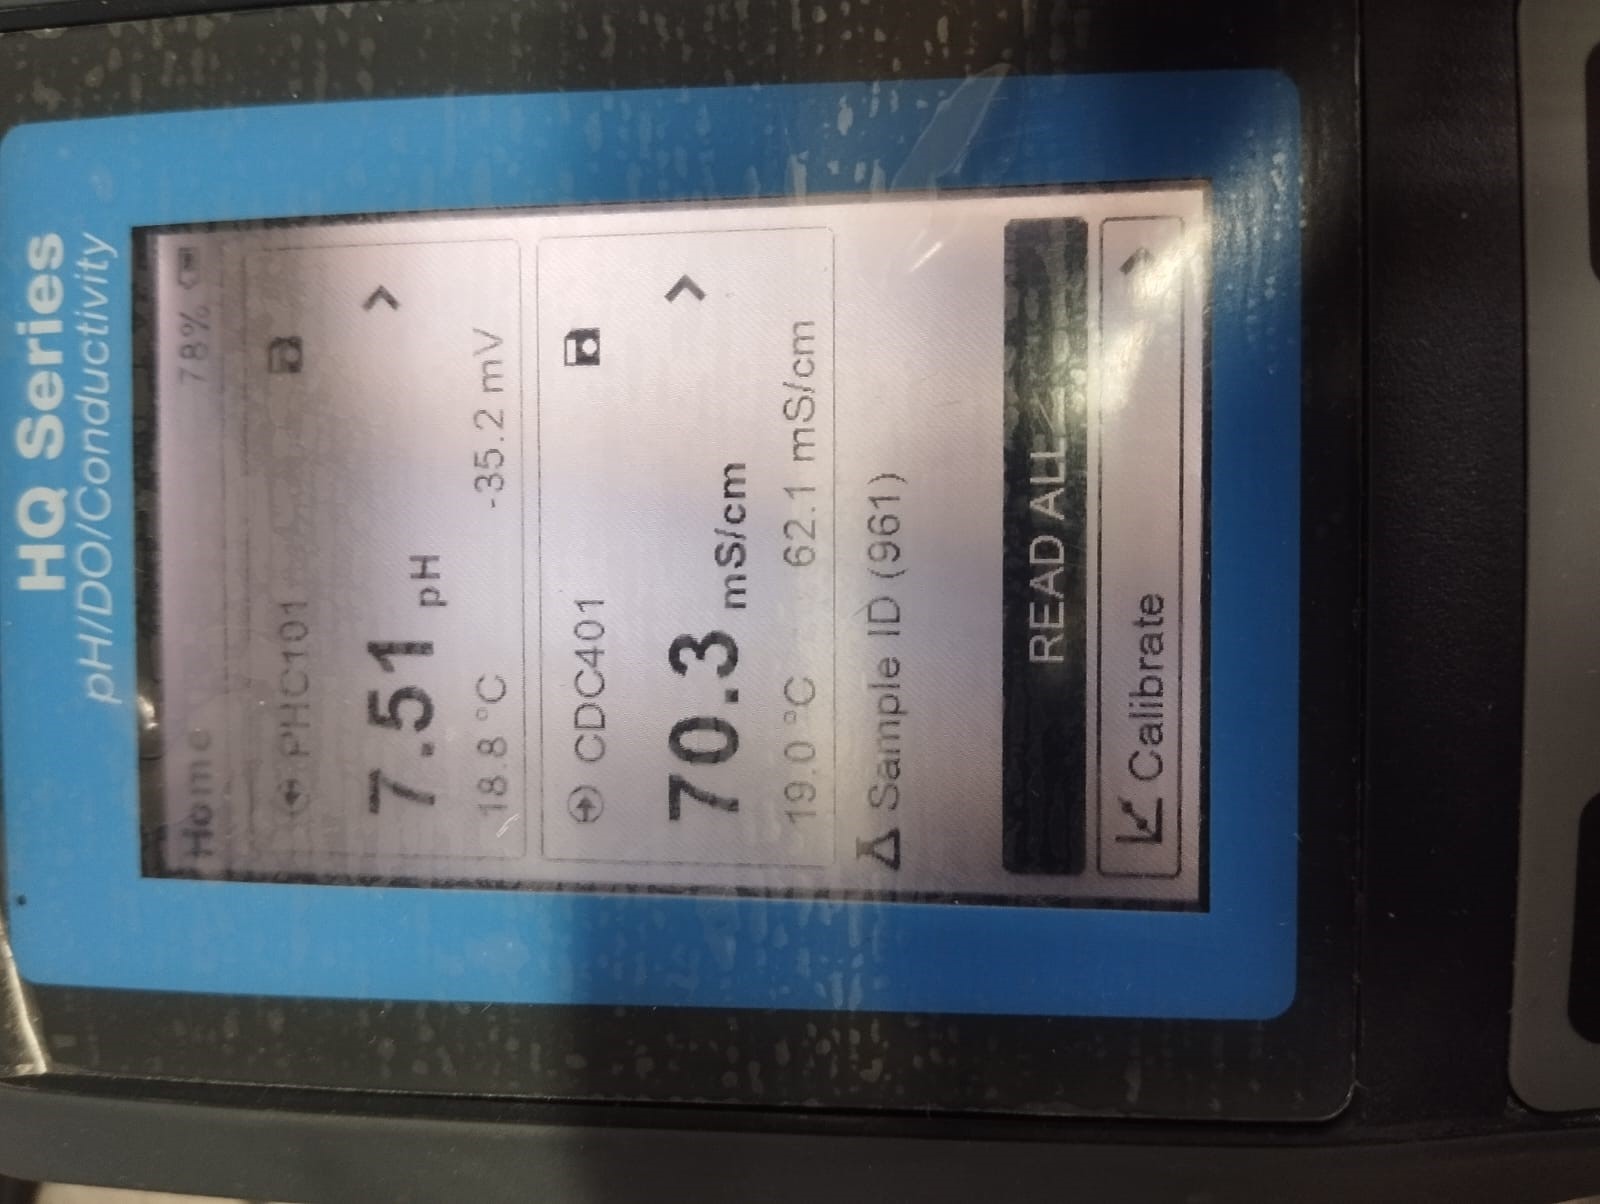 HQ Series
pH/DO/Conductivity
Home 78%
PHC101
7.51 pH
18.8 °C -35.2 mV
CDC401
70.3 mS/cm
19.0 °C 62.1 mS/cm
Sample ID (961)
READ ALL
Calibrate